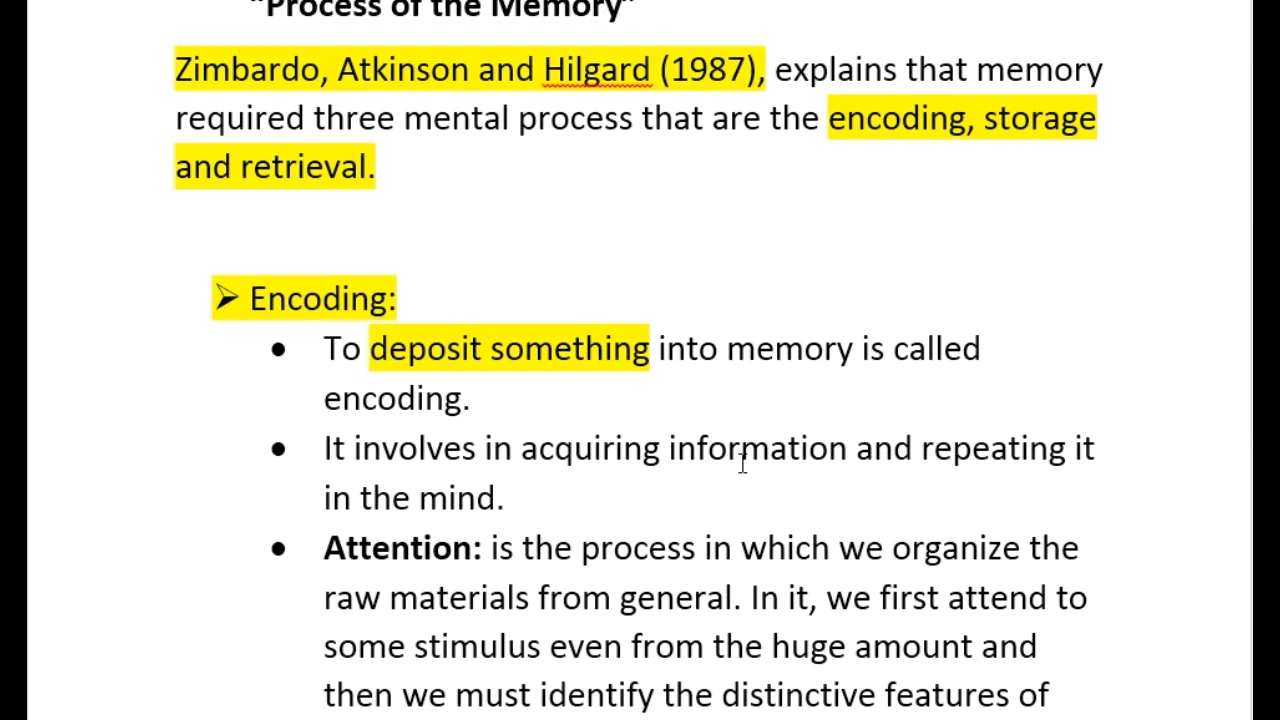 "Process of the Memory"
Zimbardo, Atkinson and Hilgard (1987), explains that memory
required three mental process that are the encoding, storage
and retrieval.
➢ Encoding:
• To deposit something into memory is called
encoding.
• It involves in acquiring information and repeating it
in the mind.
• Attention: is the process in which we organize the
raw materials from general. In it, we first attend to
some stimulus even from the huge amount and
then we must identify the distinctive features of